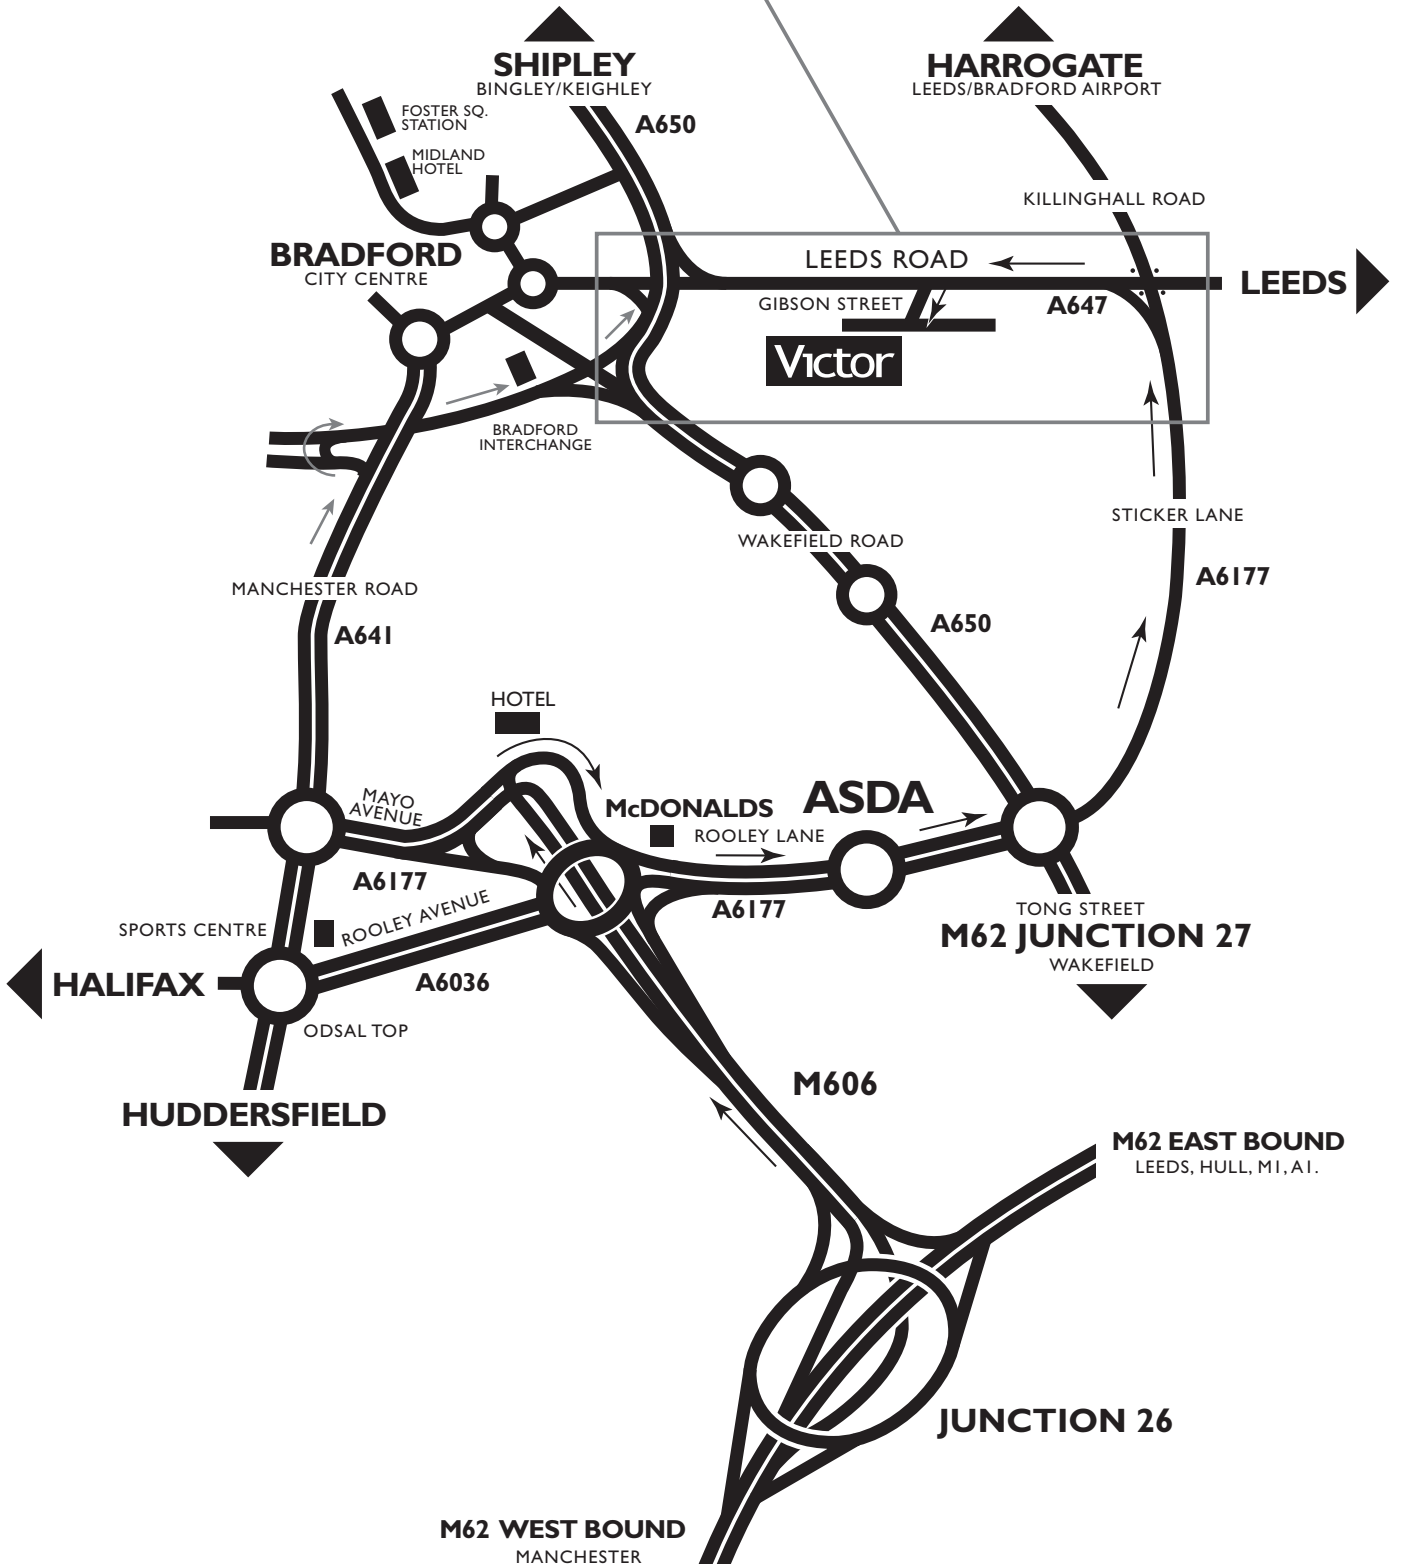 SHIPLEY
BINGLEY/KEIGHLEY
HARROGATE
LEEDS/BRADFORD AIRPORT
FOSTER SQ.
STATION
A650
MIDLAND
HOTEL
KILLINGHALL ROAD
BRADFORD
CITY CENTRE
LEEDS ROAD
LEEDS
GIBSON STREET
A647
Victor
BRADFORD
INTERCHANGE
STICKER LANE
WAKEFIELD ROAD
A6177
MANCHESTER ROAD
A641
A650
HOTEL
MAYO
AVENUE
McDONALDS
ASDA
ROOLEY LANE
A6177
A6177
ROOLEY AVENUE
SPORTS CENTRE
TONG STREET
M62 JUNCTION 27
WAKEFIELD
HALIFAX
A6036
ODSAL TOP
M606
HUDDERSFIELD
M62 EAST BOUND
LEEDS, HULL, M1, A1.
JUNCTION 26
M62 WEST BOUND
MANCHESTER